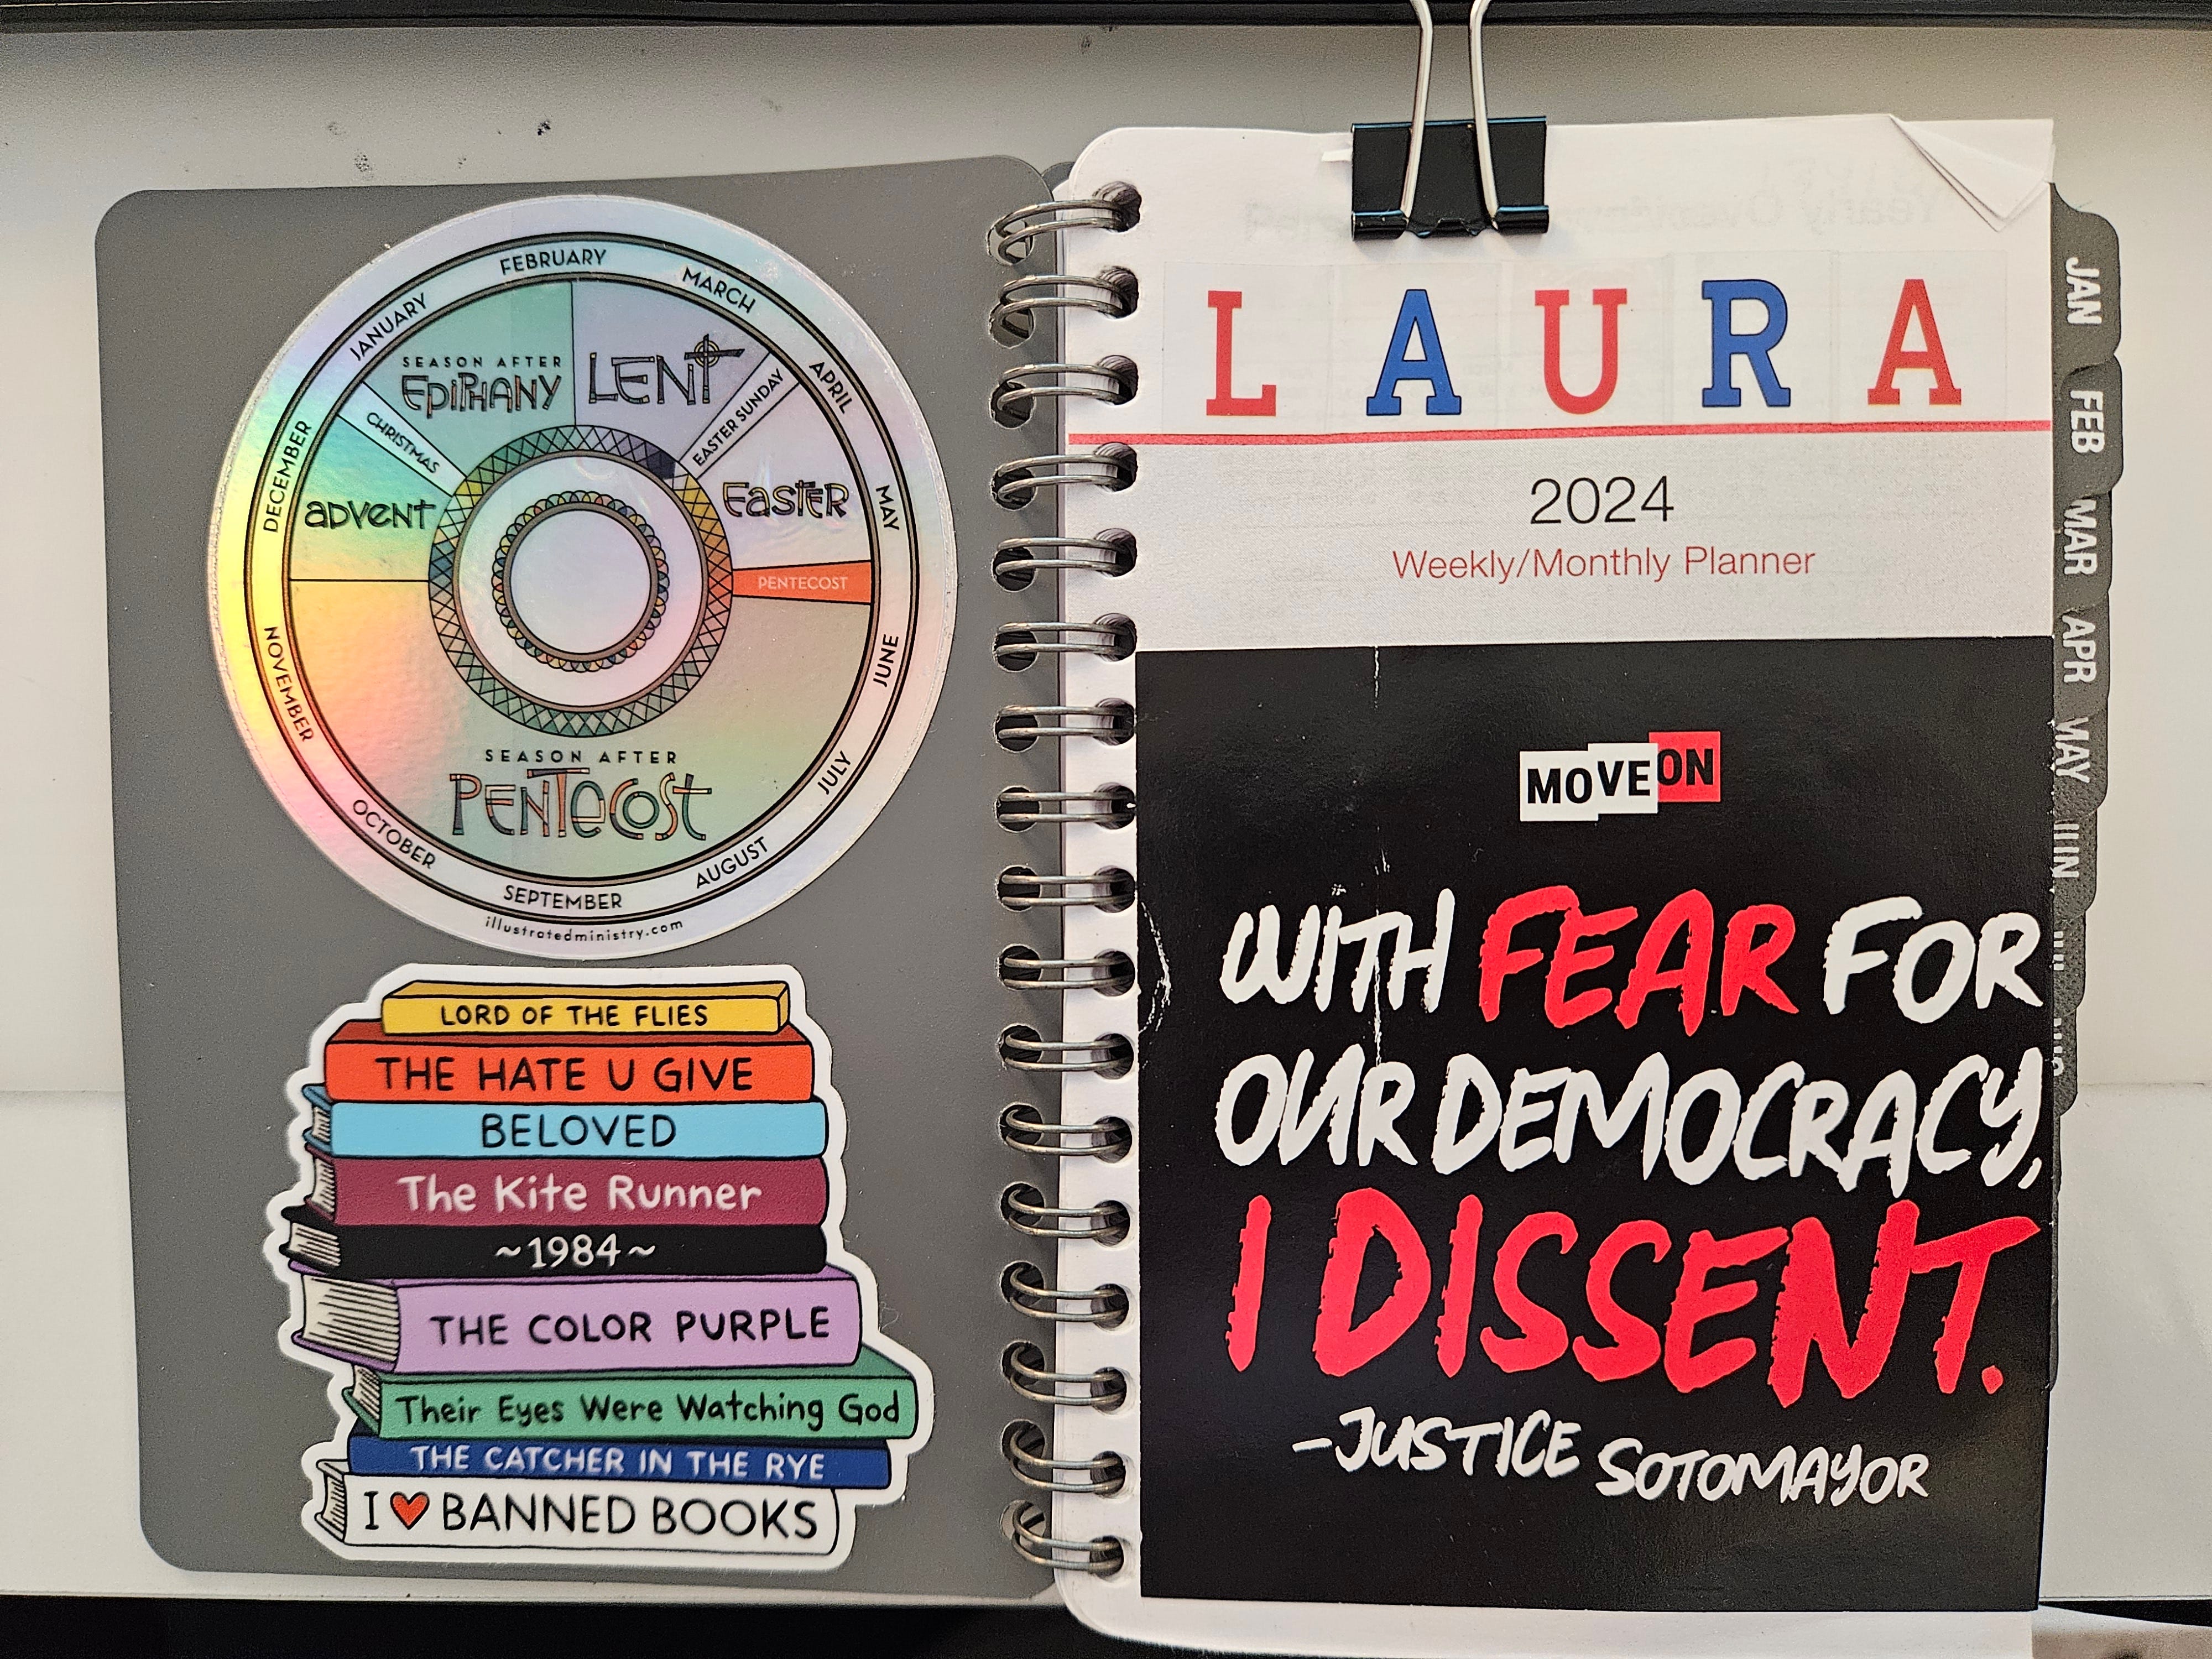 FEBRUARY
MARCH
APRIL
MAY
JUNE
JULY
AUGUST
SEPTEMBER
OCTOBER
NOVEMBER
DECEMBER
JANUARY
SEASON AFTER
EPIPHANY
LENT
EASTER SUNDAY
EASTER
PENTECOST
SEASON AFTER
PENTECOST
ADVENT
CHRISTMAS
illustratedministry.com
LORD OF THE FLIES
THE HATE U GIVE
BELOVED
The Kite Runner
~1984~
THE COLOR PURPLE
Their Eyes Were Watching God
THE CATCHER IN THE RYE
I ❤ BANNED BOOKS
LAURA
2024
Weekly/Monthly Planner
MOVEON
WITH FEAR FOR
OUR DEMOCRACY,
I DISSENT.
-JUSTICE SOTOMAYOR
JAN
FEB
MAR
APR
MAY
JUN